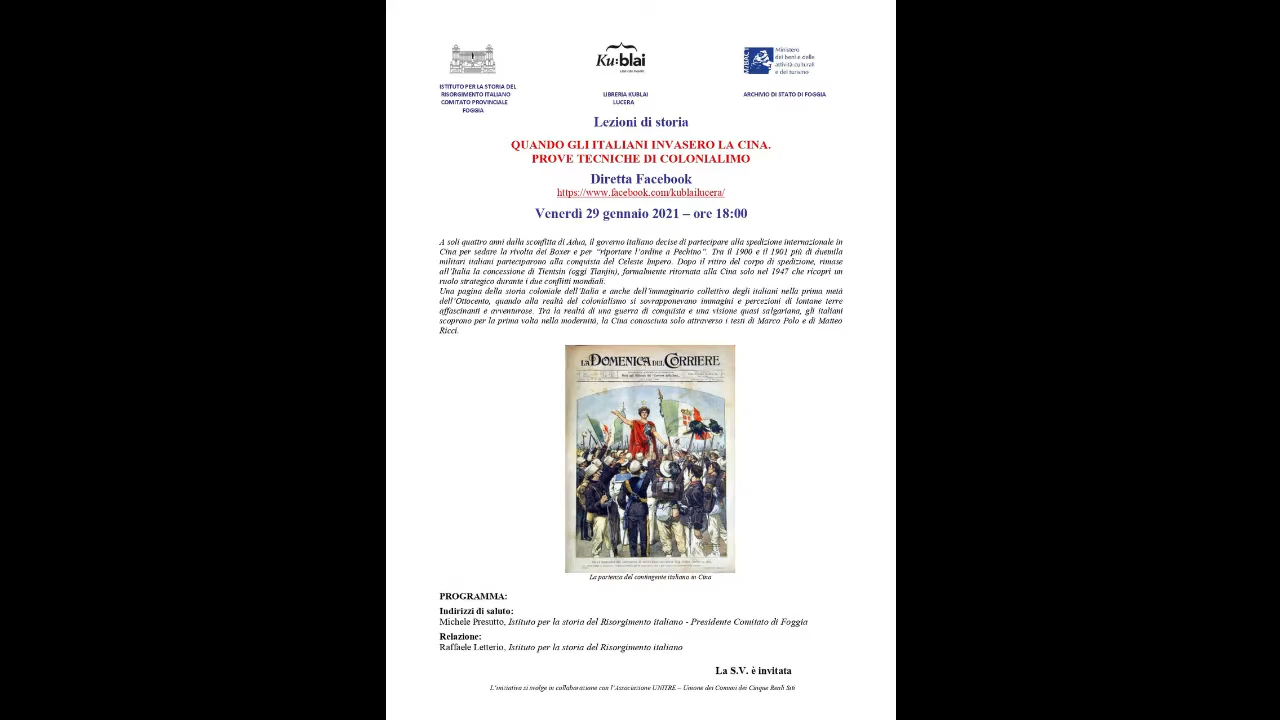 ISTITUTO PER LA STORIA DEL
RISORGIMENTO ITALIANO
COMITATO PROVINCIALE
FOGGIA
Ku:blai
LIBRERIA KUBLAI
LUCERA
MiBACT
Ministero
dei beni e delle
attività culturali
e del turismo
ARCHIVIO DI STATO DI FOGGIA
Lezioni di storia
QUANDO GLI ITALIANI INVASERO LA CINA.
PROVE TECNICHE DI COLONIALIMO
Diretta Facebook
https://www.facebook.com/kublailucera/
Venerdì 29 gennaio 2021 – ore 18:00
A soli quattro anni dalla sconfitta di Adua, il governo italiano decise di partecipare alla spedizione internazionale in
Cina per sedare la rivolta dei Boxer e per “riportare l’ordine a Pechino”. Tra il 1900 e il 1901 più di duemila
militari italiani parteciparono alla conquista del Celeste Impero. Dopo il ritiro del corpo di spedizione, rimase
all’Italia la concessione di Tientsin (oggi Tianjin), formalmente ritornata alla Cina solo nel 1947 che ricoprì un
ruolo strategico durante i due conflitti mondiali.
Una pagina della storia coloniale dell’Italia e anche dell’immaginario collettivo degli italiani nella prima metà
dell’Ottocento, quando alla realtà del colonialismo si sovrapponevano immagini e percezioni di lontane terre
affascinanti e avventurose. Tra la realtà di una guerra di conquista e una visione quasi salgariana, gli italiani
scoprono per la prima volta nella modernità, la Cina conosciuta solo attraverso i testi di Marco Polo e di Matteo
Ricci.
LA DOMENICA DEL CORRIERE
La partenza del contingente italiano in Cina
PROGRAMMA:
Indirizzi di saluto:
Michele Presutto, Istituto per la storia del Risorgimento italiano - Presidente Comitato di Foggia
Relazione:
Raffaele Letterio, Istituto per la storia del Risorgimento italiano
La S.V. è invitata
L’iniziativa si svolge in collaborazione con l’Associazione UNITRE – Unione dei Comuni dei Cinque Reali Siti